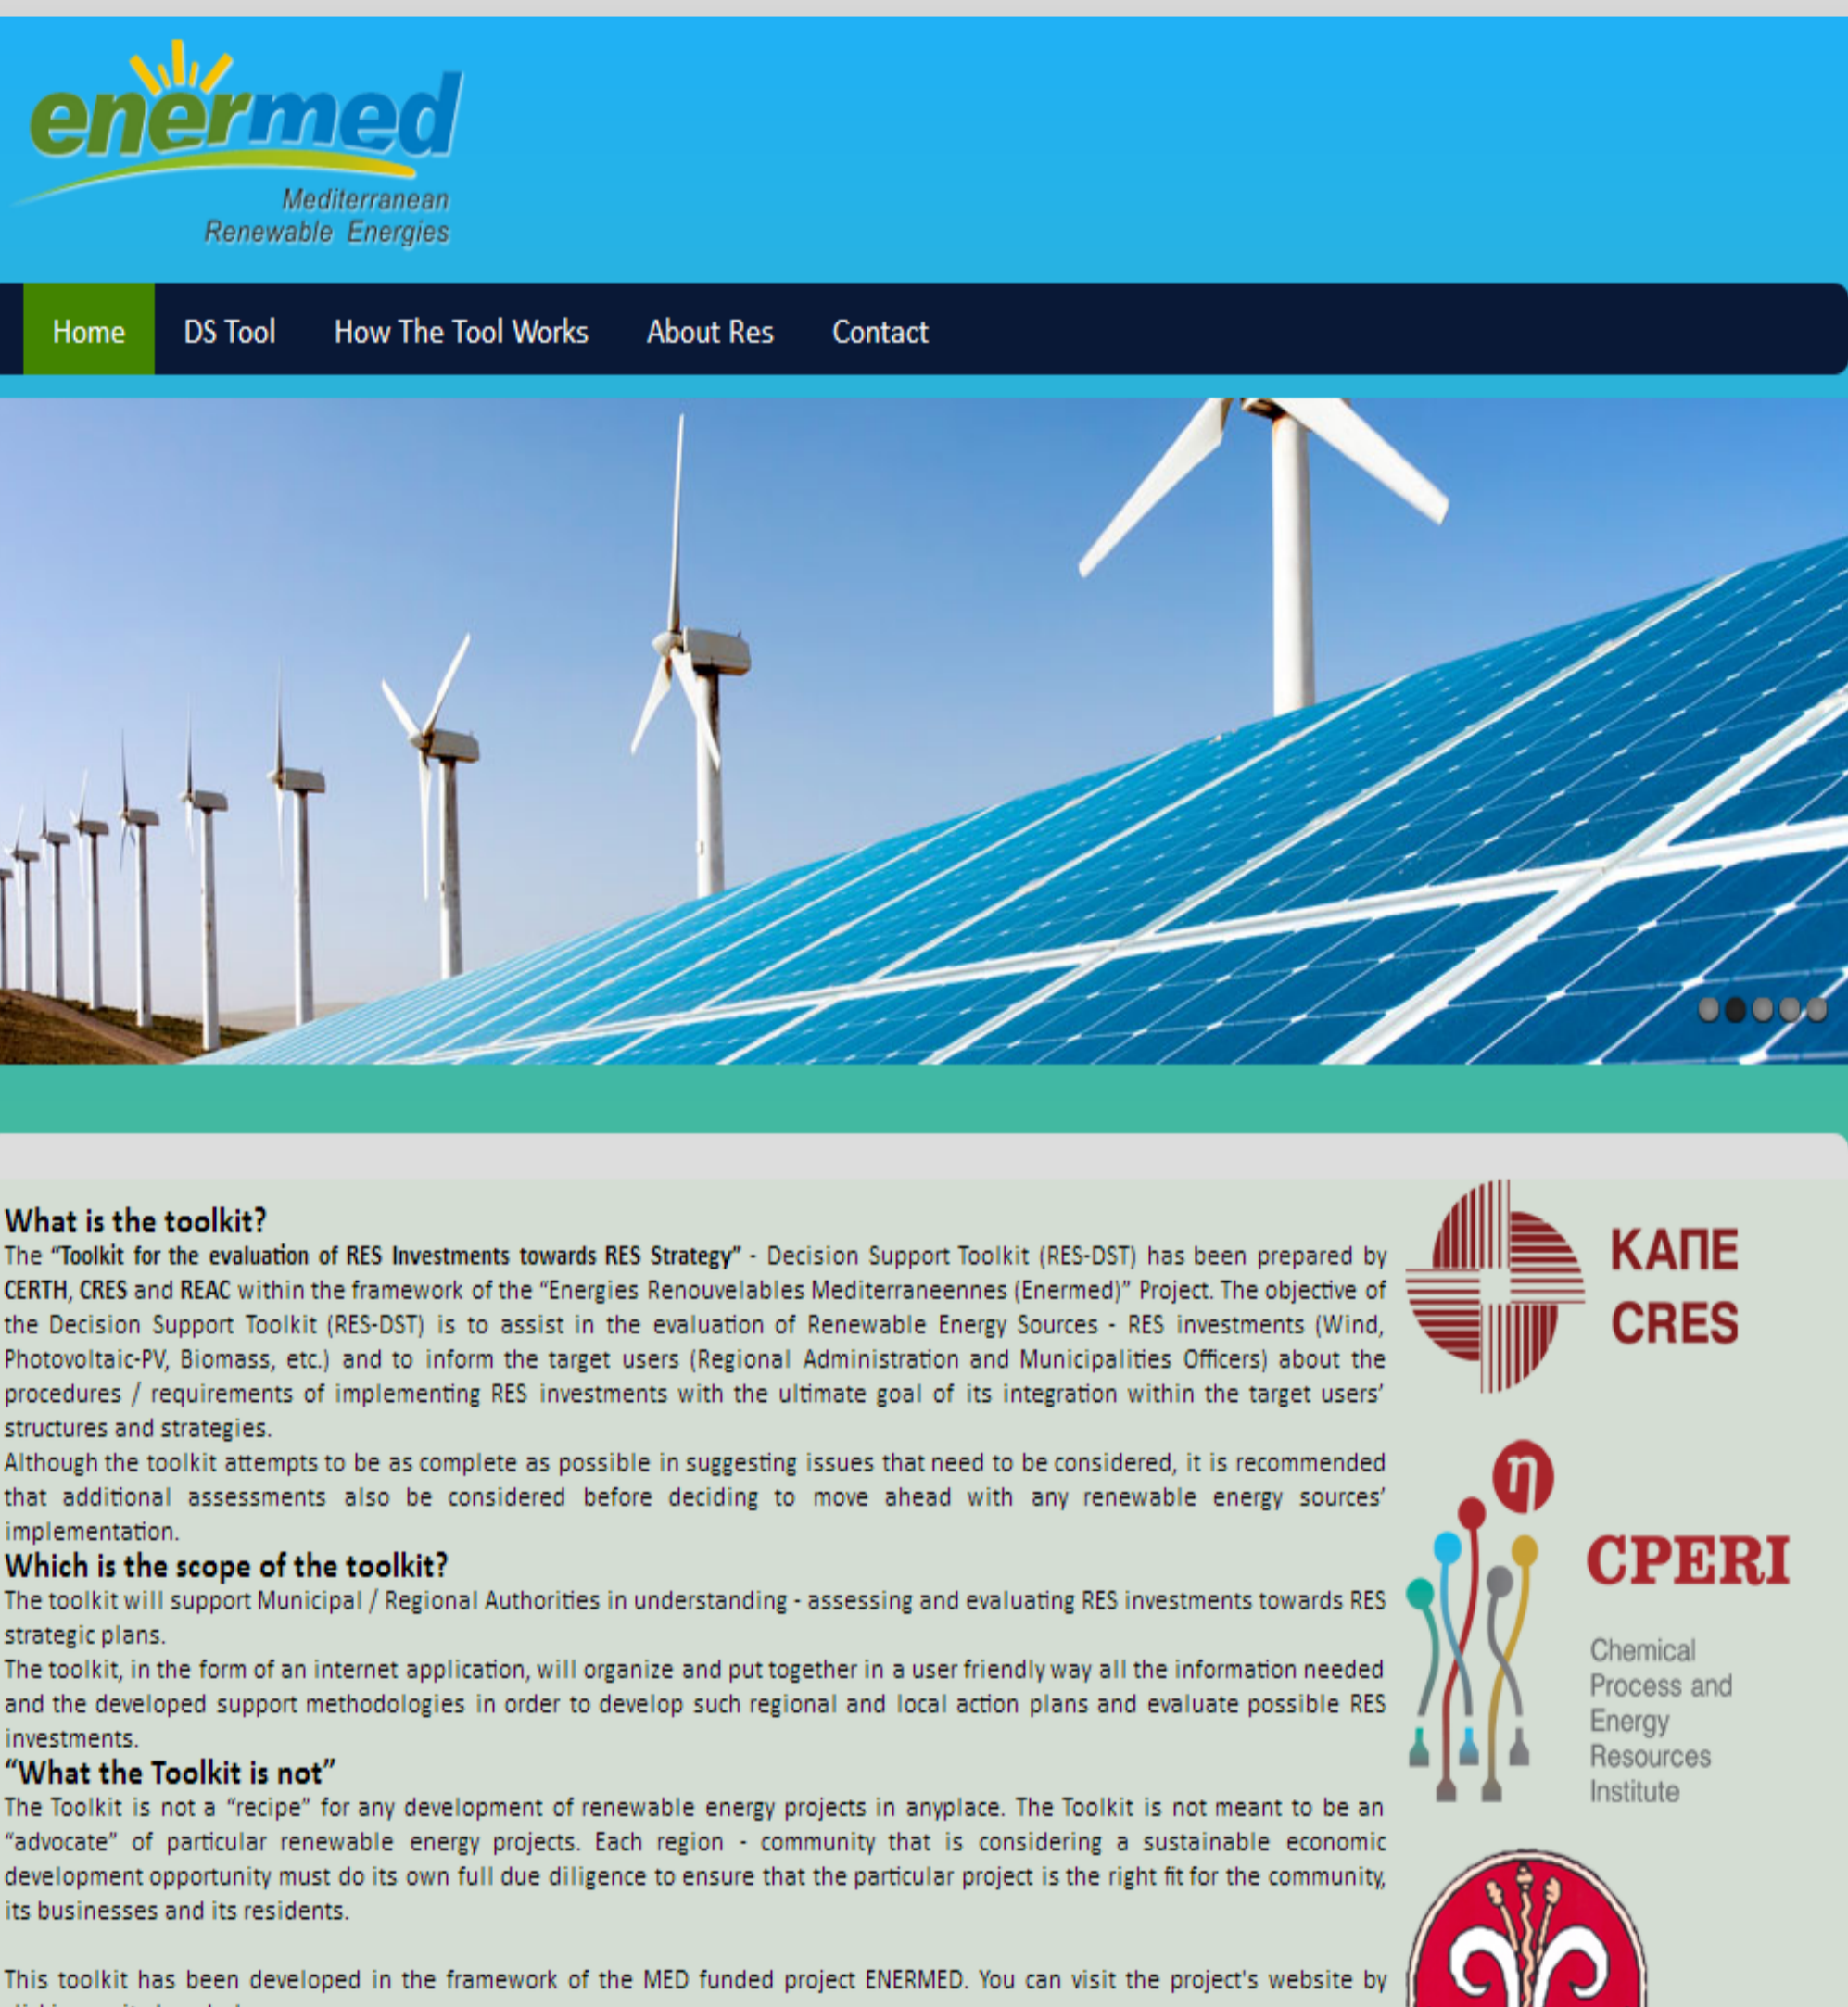 enermed
Mediterranean
Renewable Energies
Home DS Tool How The Tool Works About Res Contact
What is the toolkit?
The “Toolkit for the evaluation of RES Investments towards RES Strategy” - Decision Support Toolkit (RES-DST) has been prepared by
CERTH, CRES and REAC within the framework of the “Energies Renouvelables Mediterraneennes (Enermed)” Project. The objective of
the Decision Support Toolkit (RES-DST) is to assist in the evaluation of Renewable Energy Sources - RES investments (Wind,
Photovoltaic-PV, Biomass, etc.) and to inform the target users (Regional Administration and Municipalities Officers) about the
procedures / requirements of implementing RES investments with the ultimate goal of its integration within the target users’
structures and strategies.
Although the toolkit attempts to be as complete as possible in suggesting issues that need to be considered, it is recommended
that additional assessments also be considered before deciding to move ahead with any renewable energy sources’
implementation.
Which is the scope of the toolkit?
The toolkit will support Municipal / Regional Authorities in understanding - assessing and evaluating RES investments towards RES
strategic plans.
The toolkit, in the form of an internet application, will organize and put together in a user friendly way all the information needed
and the developed support methodologies in order to develop such regional and local action plans and evaluate possible RES
investments.
“What the Toolkit is not”
The Toolkit is not a “recipe” for any development of renewable energy projects in anyplace. The Toolkit is not meant to be an
“advocate” of particular renewable energy projects. Each region - community that is considering a sustainable economic
development opportunity must do its own full due diligence to ensure that the particular project is the right fit for the community,
its businesses and its residents.
This toolkit has been developed in the framework of the MED funded project ENERMED. You can visit the project's website by
ΚΑΠΕ
CRES
η
CPERI
Chemical
Process and
Energy
Resources
Institute